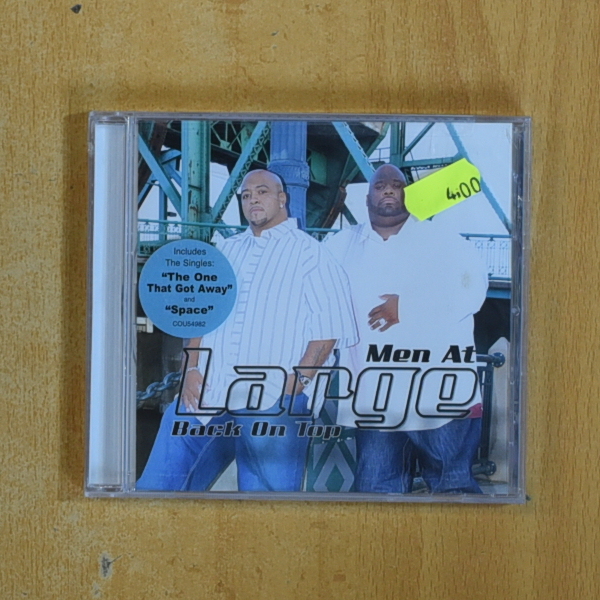 4,00
Includes
The Singles:
"The One
That Got Away"
and
"Space"
COU54982
Men At
Large
Back On Top